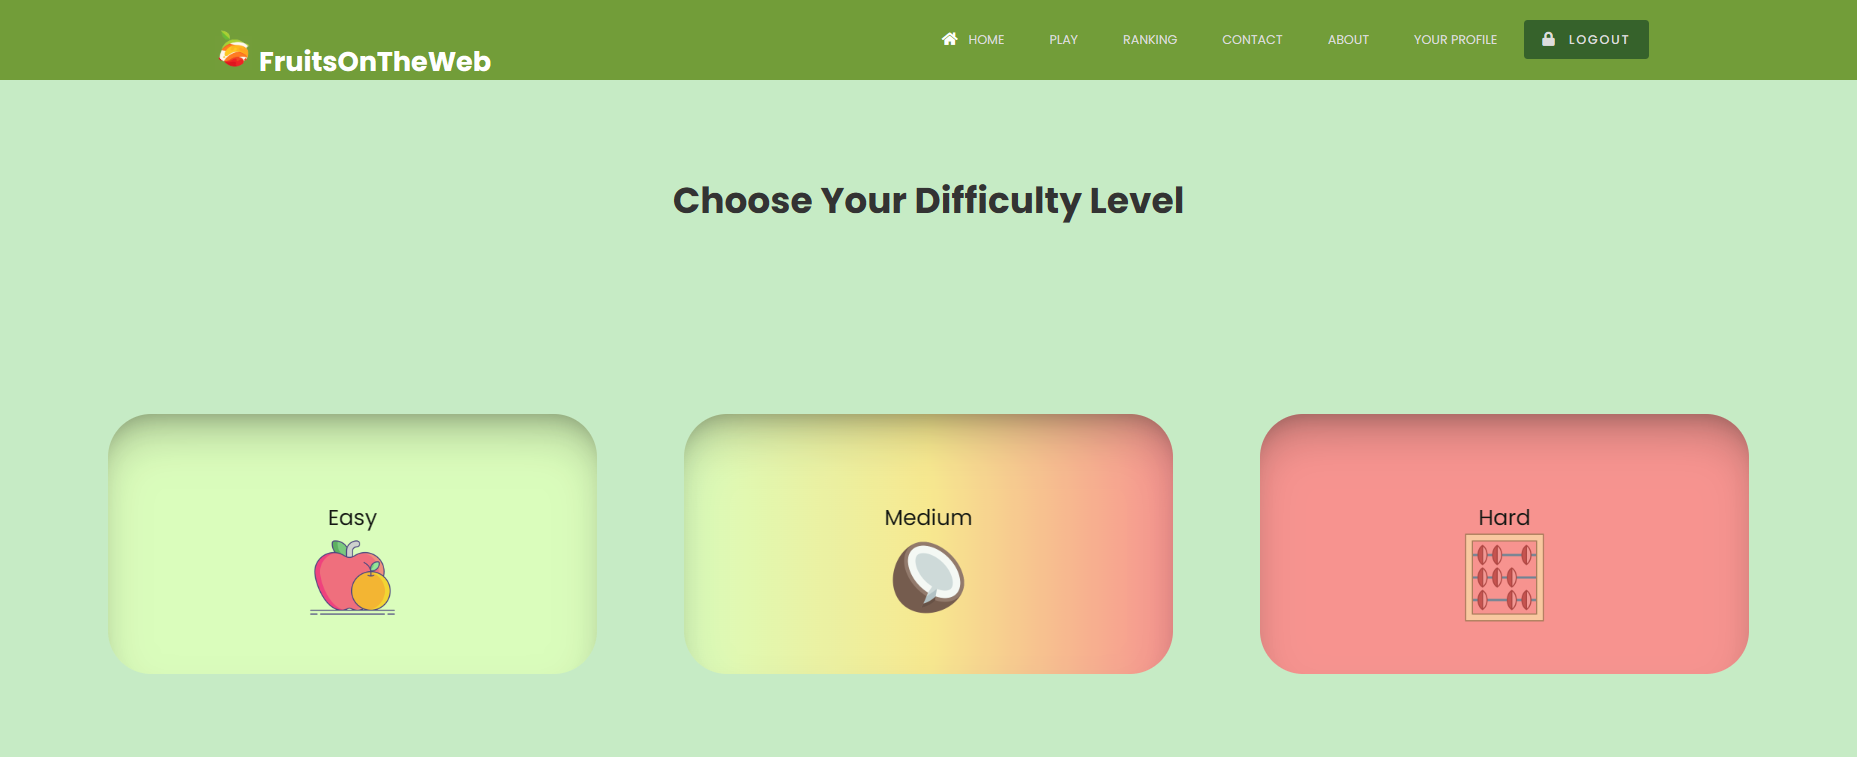 FruitsOnTheWeb
HOME PLAY RANKING CONTACT ABOUT YOUR PROFILE LOGOUT
Choose Your Difficulty Level
Easy
Medium
Hard